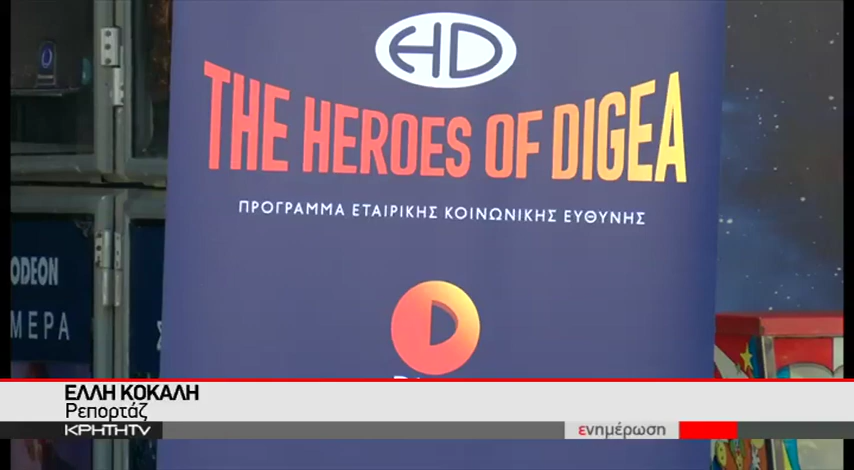 HD
THE HEROES OF DIGEA
ΠΡΟΓΡΑΜΜΑ ΕΤΑΙΡΙΚΗΣ ΚΟΙΝΩΝΙΚΗΣ ΕΥΘΥΝΗΣ
ODEON
ΜΕΡΑ
D
ΕΛΛΗ ΚΟΚΑΛΗ
Ρεπορτάζ
ΚΡΗΤΗTV
ενημέρωση